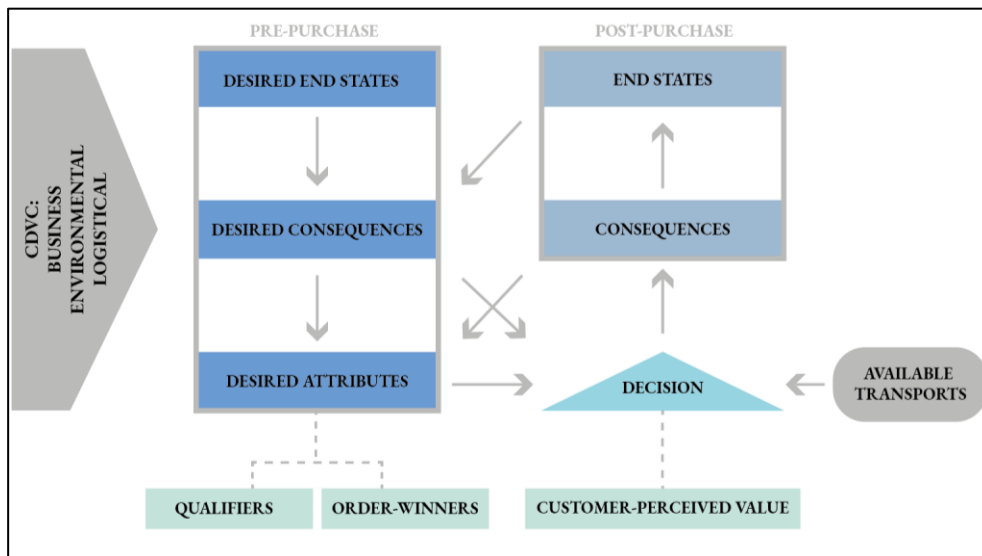 PRE-PURCHASE
POST-PURCHASE
CDVC:
BUSINESS
ENVIRONMENTAL
LOGISTICAL
DESIRED END STATES
END STATES
DESIRED CONSEQUENCES
CONSEQUENCES
DESIRED ATTRIBUTES
DECISION
AVAILABLE
TRANSPORTS
QUALIFIERS
ORDER-WINNERS
CUSTOMER-PERCEIVED VALUE